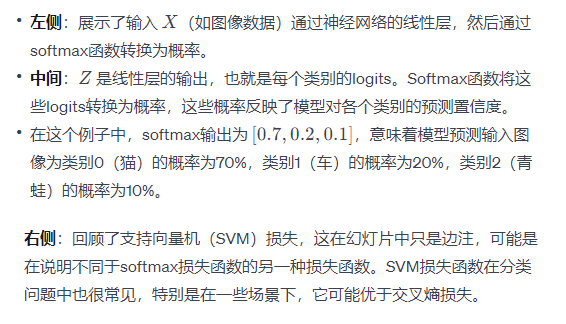 • 左侧：展示了输入 X（如图像数据）通过神经网络的线性层，然后通过
softmax函数转换为概率。
• 中间：Z 是线性层的输出，也就是每个类别的logits。Softmax函数将这
些logits转换为概率，这些概率反映了模型对各个类别的预测置信度。
• 在这个例子中，softmax输出为 [0.7, 0.2, 0.1]，意味着模型预测输入图
像为类别0（猫）的概率为70%，类别1（车）的概率为20%，类别2（青
蛙）的概率为10%。
右侧：回顾了支持向量机（SVM）损失，这在幻灯片中只是边注，可能是
在说明不同于softmax损失函数的另一种损失函数。SVM损失函数在分类
问题中也很常见，特别是在一些场景下，它可能优于交叉熵损失。